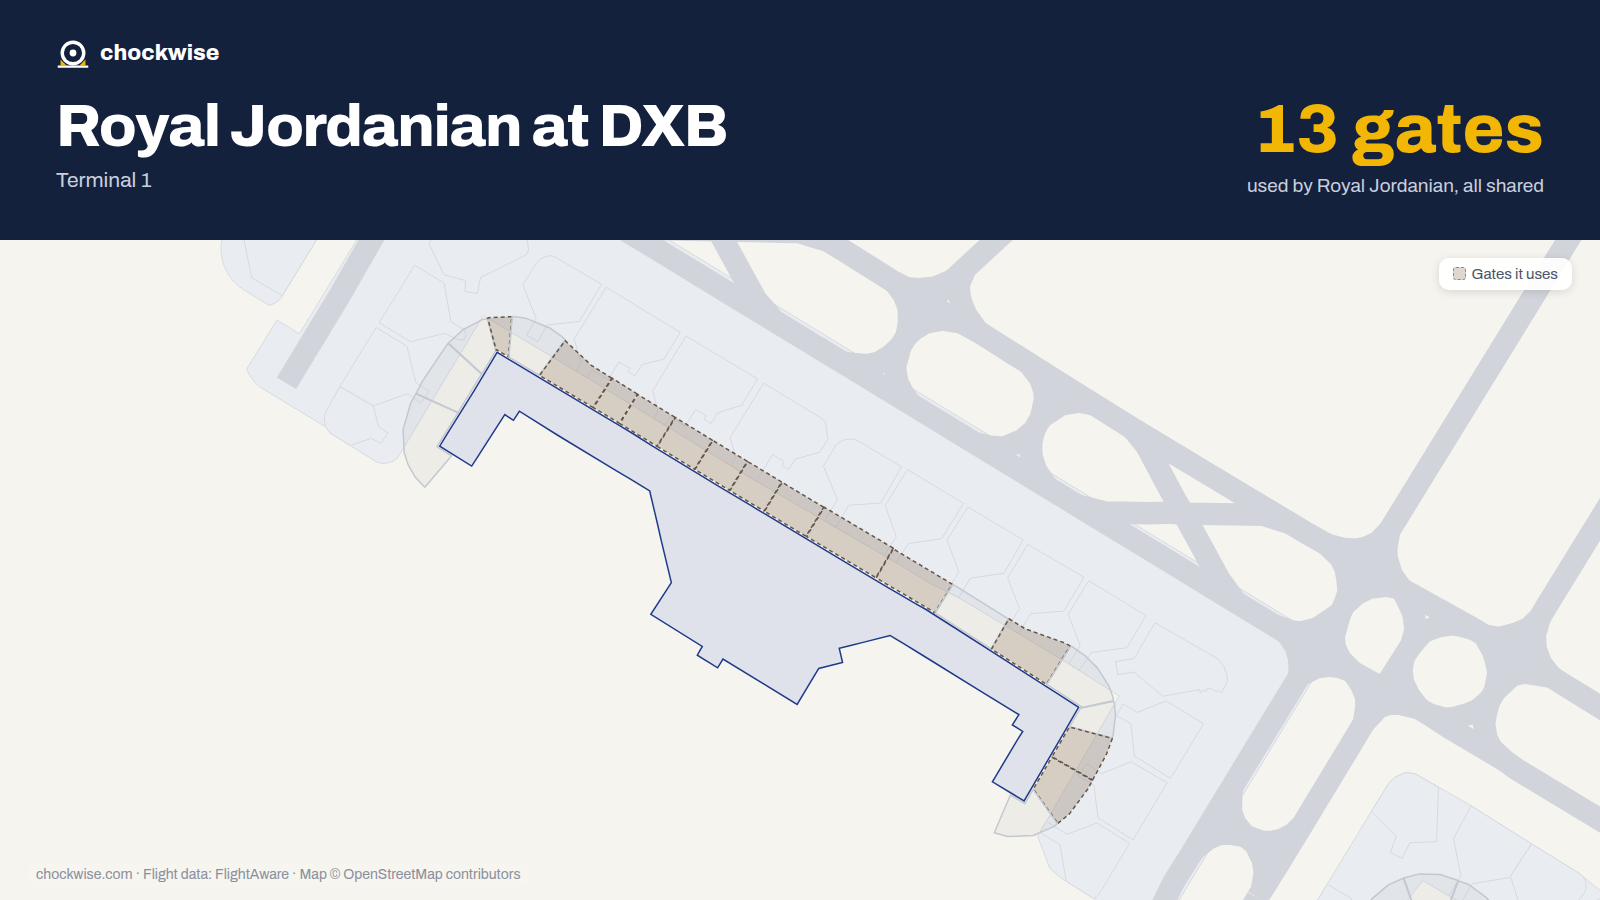 chockwise
Royal Jordanian at DXB
Terminal 1
13 gates
used by Royal Jordanian, all shared
Gates it uses
chockwise.com · Flight data: FlightAware · Map © OpenStreetMap contributors